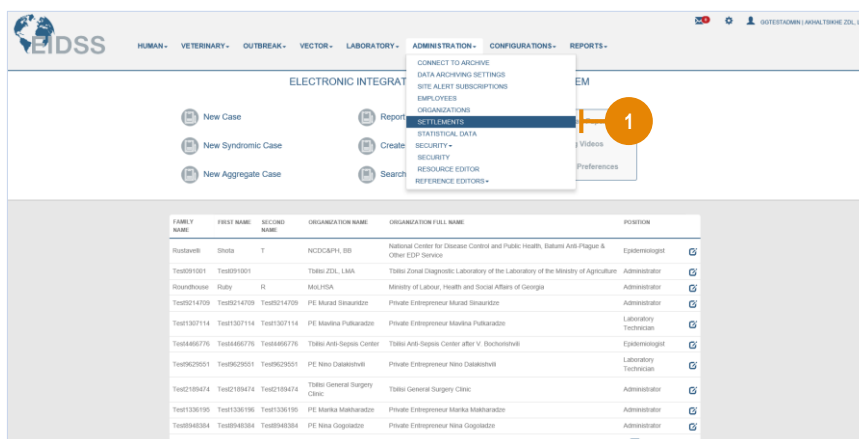 GGTESTADMIN | AKHALTSIKHE ZDL,
EIDSS
HUMAN VETERINARY OUTBREAK VECTOR LABORATORY ADMINISTRATION CONFIGURATIONS REPORTS
CONNECT TO ARCHIVE
DATA ARCHIVING SETTINGS
SITE ALERT SUBSCRIPTIONS
EMPLOYEES
ORGANIZATIONS
SETTLEMENTS
STATISTICAL DATA
SECURITY
SECURITY
RESOURCE EDITOR
REFERENCE EDITORS
1
ELECTRONIC INTEGRAT EM
New Case Report
New Syndromic Case Create Videos
New Aggregate Case Search Preferences
FAMILY NAME FIRST NAME SECOND NAME ORGANIZATION NAME ORGANIZATION FULL NAME POSITION
Rustaveli Shota T NCDC&PH, BB National Center for Disease Control and Public Health, Batumi Anti-Plague & Other EDP Service Epidemiologist
Test091001 Test091001 Tbilisi ZDL, LMA Tbilisi Zonal Diagnostic Laboratory of the Laboratory of the Ministry of Agriculture Administrator
Roundhouse Ruby R MoLHSA Ministry of Labour, Health and Social Affairs of Georgia Administrator
Test9214709 Test9214709 Test9214709 PE Murad Sinauridze Private Entrepreneur Murad Sinauridze Administrator
Test1307114 Test1307114 Test1307114 PE Mavlina Putkaradze Private Entrepreneur Mavlina Putkaradze Laboratory Technician
Test4466776 Test4466776 Test4466776 Tbilisi Anti-Sepsis Center Tbilisi Anti-Sepsis Center after V. Bochorishvili Epidemiologist
Test9629551 Test9629551 Test9629551 PE Nino Dalakishvili Private Entrepreneur Nino Dalakishvili Laboratory Technician
Test2189474 Test2189474 Test2189474 Tbilisi General Surgery Clinic Tbilisi General Surgery Clinic Administrator
Test1336195 Test1336195 Test1336195 PE Marika Makharadze Private Entrepreneur Marika Makharadze Administrator
Test8948384 Test8948384 Test8948384 PE Nina Gogoladze Private Entrepreneur Nina Gogoladze Administrator